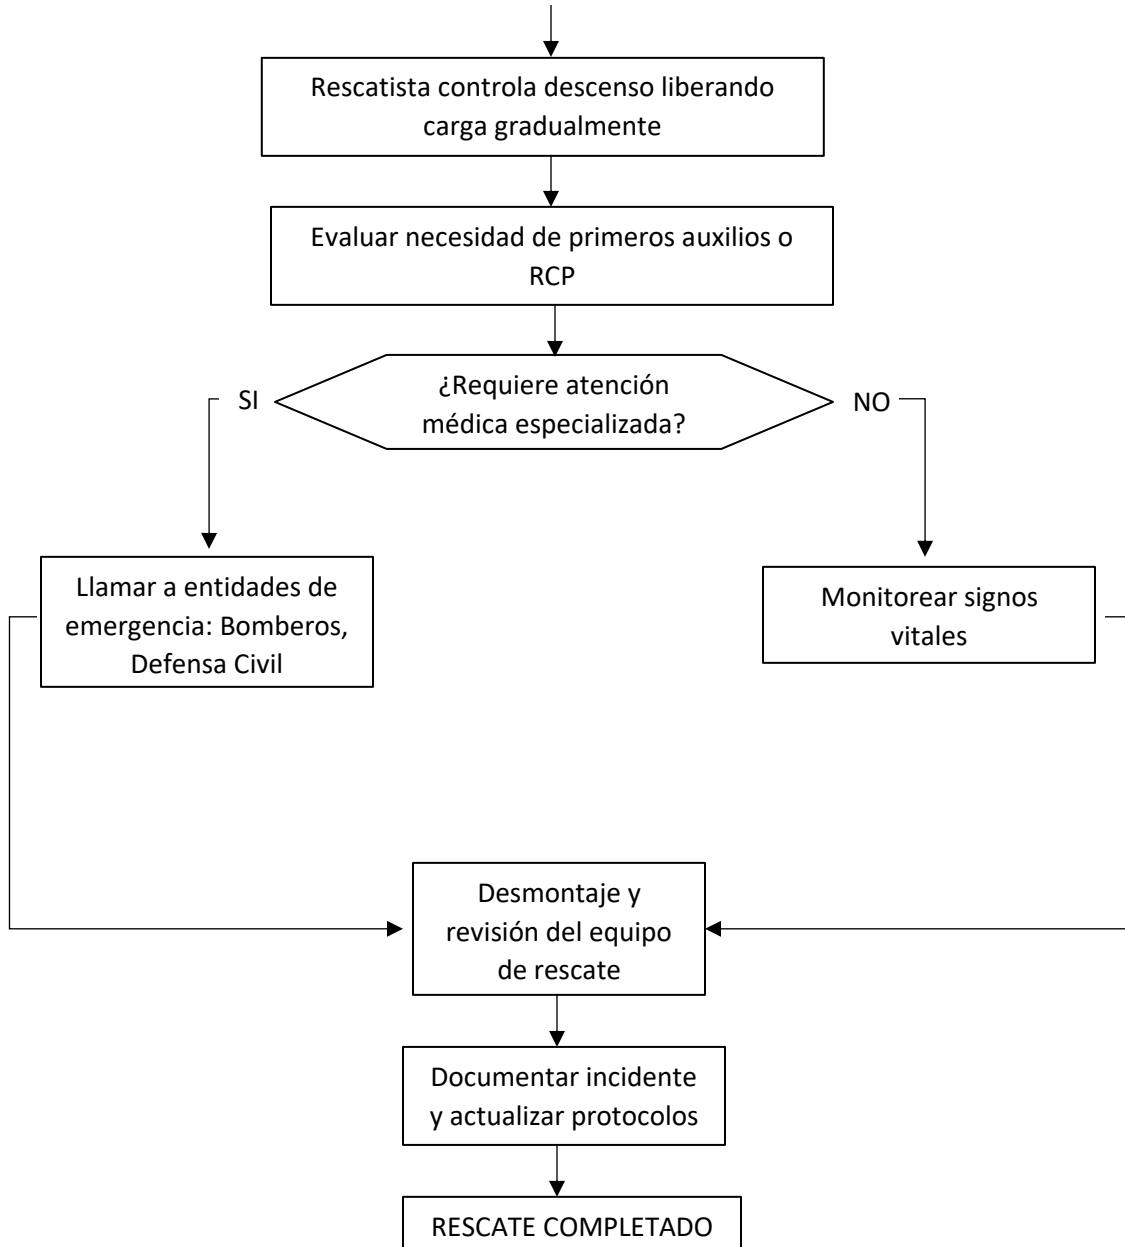 Rescatista controla descenso liberando
carga gradualmente
Evaluar necesidad de primeros auxilios o
RCP
¿Requiere atención
médica especializada?
SI
NO
Llamar a entidades de
emergencia: Bomberos,
Defensa Civil
Monitorear signos
vitales
Desmontaje y
revisión del equipo
de rescate
Documentar incidente
y actualizar protocolos
RESCATE COMPLETADO